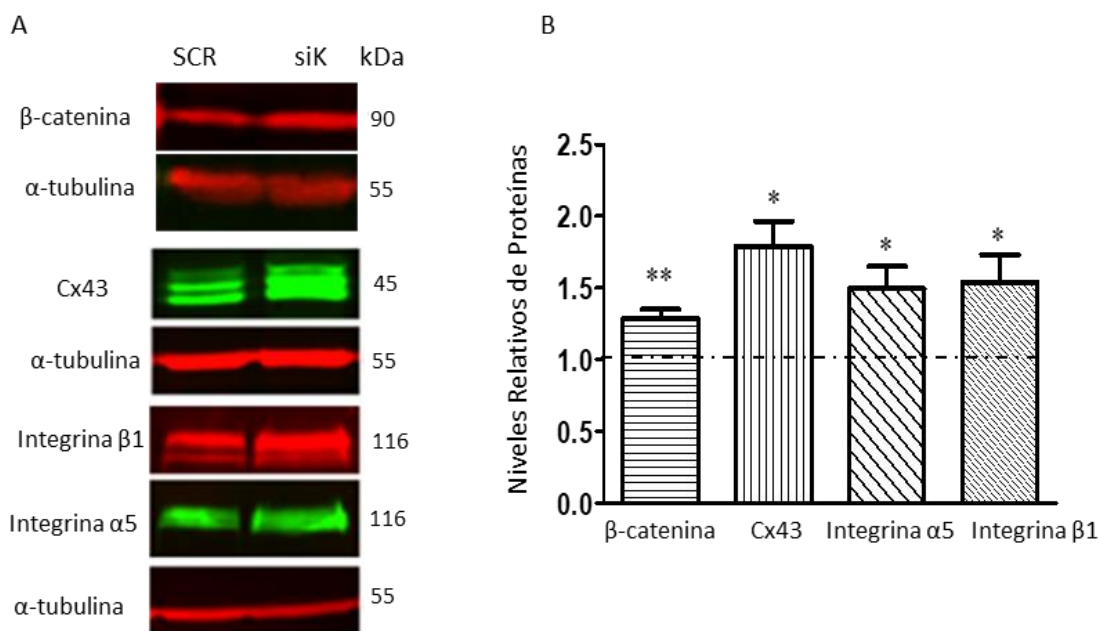 A
SCR siK kDa
β-catenina 90
α-tubulina 55
Cx43 45
α-tubulina 55
Integrina β1 116
Integrina α5 116
α-tubulina 55
B
Niveles Relativos de Proteínas
2.5
2.0
1.5
1.0
0.5
0.0
**
*
*
*
β-catenina Cx43 Integrina α5 Integrina β1